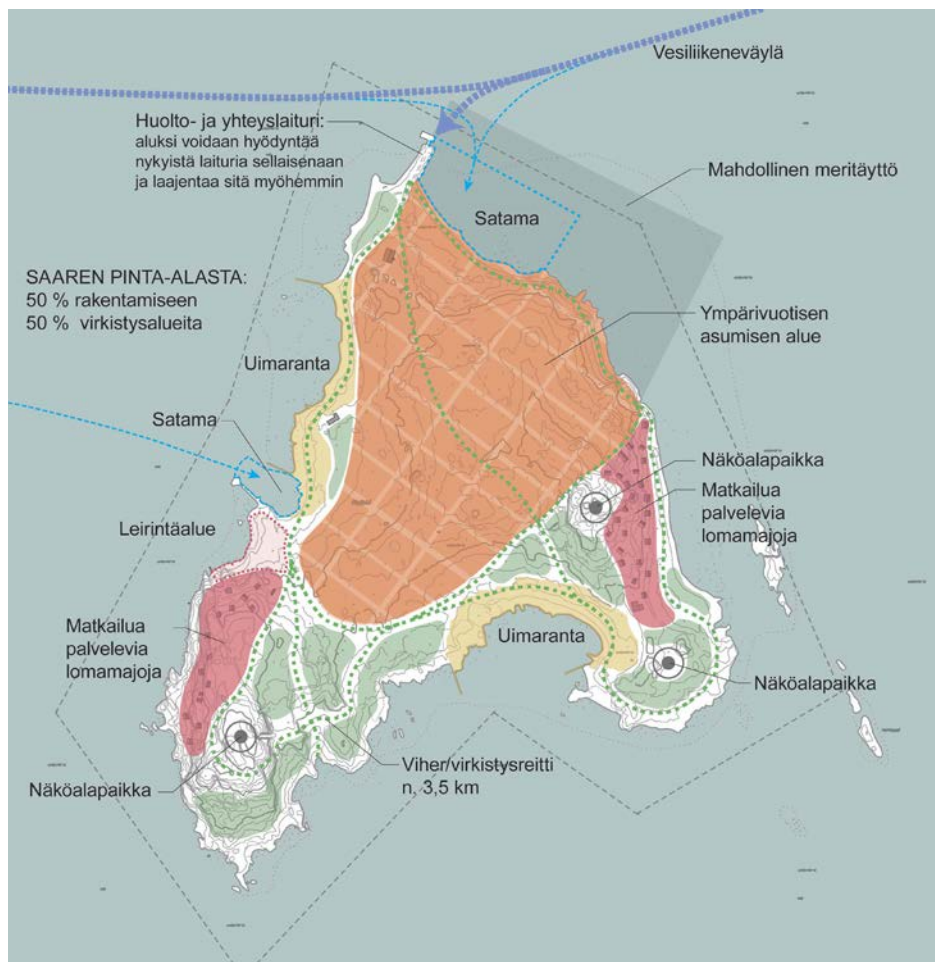 Vesiliikeneväylä
Huolto- ja yhteyslaituri:
aluksi voidaan hyödyntää
nykyistä laituria sellaisenaan
ja laajentaa sitä myöhemmin
Mahdollinen meritäyttö
Satama
SAAREN PINTA-ALASTA:
50 % rakentamiseen
50 % virkistysalueita
Ympärivuotisen
asumisen alue
Uimaranta
Satama
Näköalapaikka
Matkailua
palvelevia
lomamajoja
Leirintäalue
Matkailua
palvelevia
lomamajoja
Uimaranta
Näköalapaikka
Viher/virkistysreitti
n. 3,5 km
Näköalapaikka